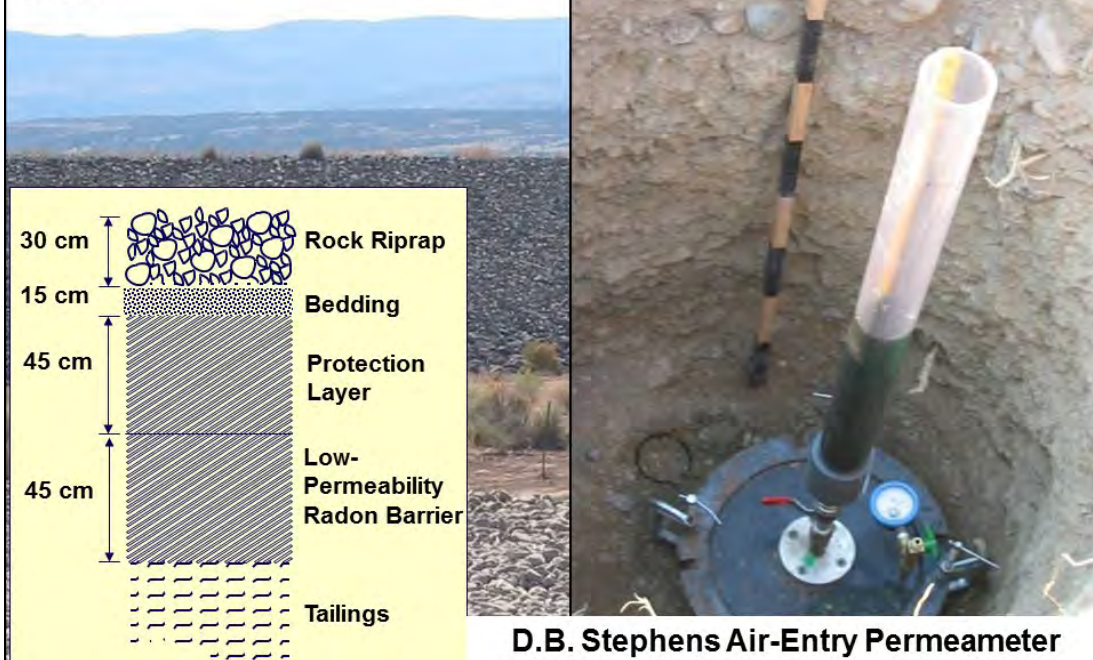 30 cm
Rock Riprap
15 cm
Bedding
45 cm
Protection
Layer
45 cm
Low-
Permeability
Radon Barrier
Tailings
D.B. Stephens Air-Entry Permeameter